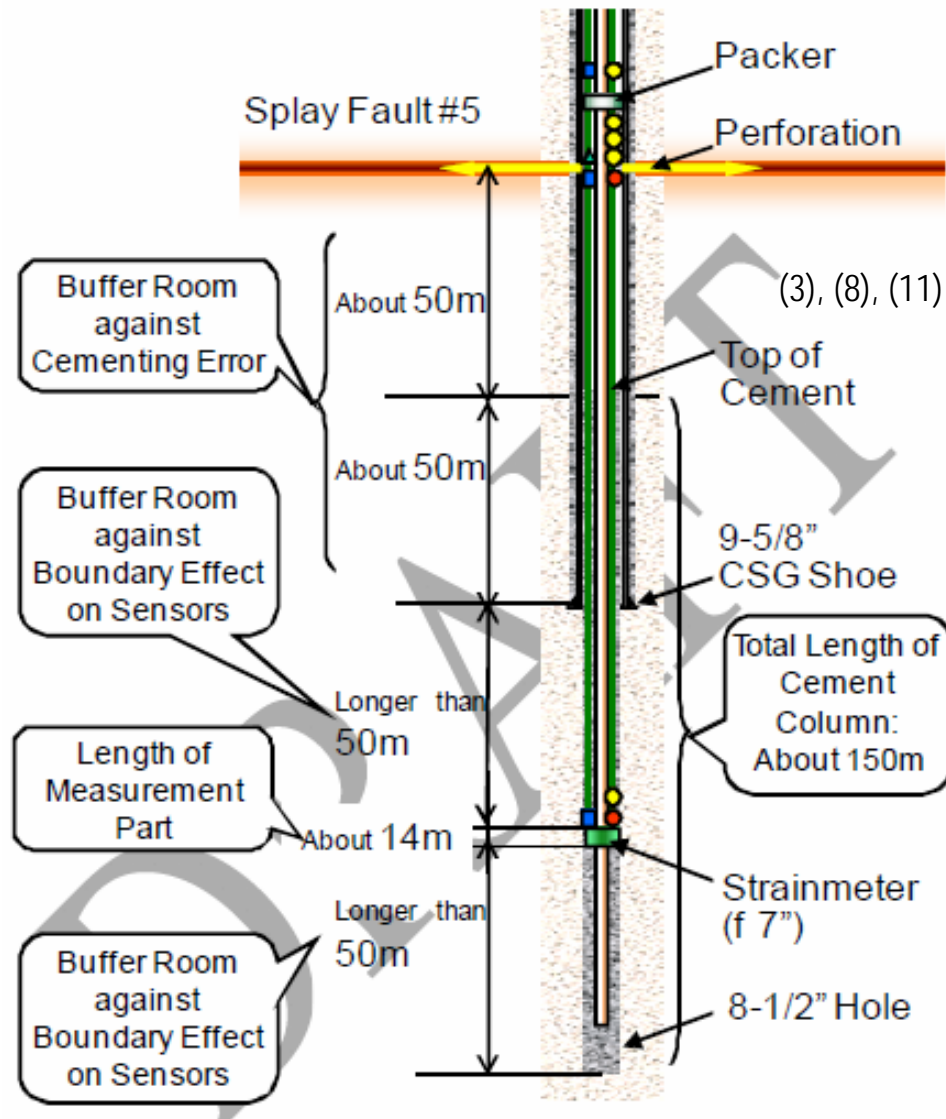 Packer
Splay Fault #5
Perforation
Buffer Room
against
Cementing Error
About 50m
(3), (8), (11)
Top of
Cement
About 50m
Buffer Room
against
Boundary Effect
on Sensors
9-5/8”
CSG Shoe
Total Length of
Cement
Column:
About 150m
Longer than
50m
Length of
Measurement
Part
About 14m
Strainmeter
(f 7”)
Longer than
50m
Buffer Room
against
Boundary Effect
on Sensors
8-1/2” Hole
DRAFT